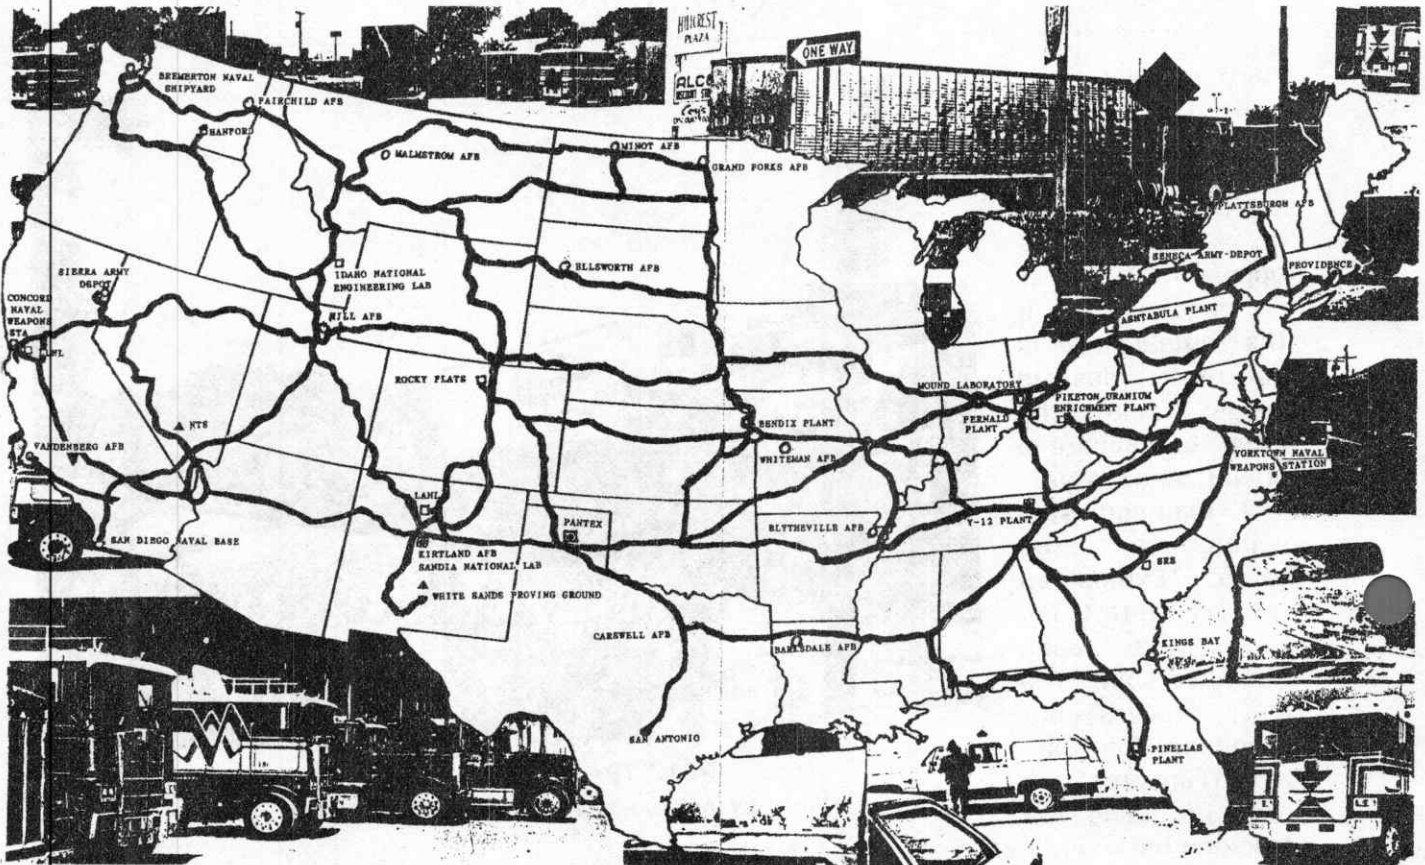 HILLCREST
PLAZA
ONE WAY
BREMERTON NAVAL
SHIPYARD
FAIRCHILD AFB
HANFORD
MALMSTROM AFB
MINOT AFB
GRAND FORKS AFB
PLATTSBURGH AFB
SENECA ARMY DEPOT
PROVIDENCE
SIERRA ARMY
DEPOT
IDAHO NATIONAL
ENGINEERING LAB
ELLSWORTH AFB
CONCORD
NAVAL
WEAPONS
STA
HILL AFB
ASHTABULA PLANT
ROCKY FLATS
MOUND LABORATORY
PIKETON URANIUM
ENRICHMENT PLANT
FERNALD
PLANT
NTS
BENDIX PLANT
WHITEMAN AFB
VANDENBERG AFB
YORKTOWN NAVAL
WEAPONS STATION
LANL
PANTEX
BLYTHEVILLE AFB
Y-12 PLANT
SAN DIEGO NAVAL BASE
KIRTLAND AFB
SANDIA NATIONAL LAB
SRS
WHITE SANDS PROVING GROUND
CARSWELL AFB
BARKSDALE AFB
KINGS BAY
SAN ANTONIO
PINELLAS
PLANT